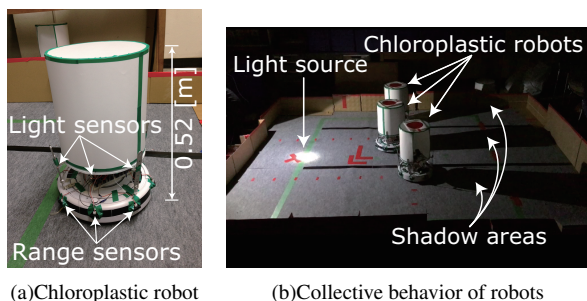 Light sensors
0.52 [m]
Range sensors
Chloroplastic robots
Light source
Shadow areas
(a)Chloroplastic robot
(b)Collective behavior of robots